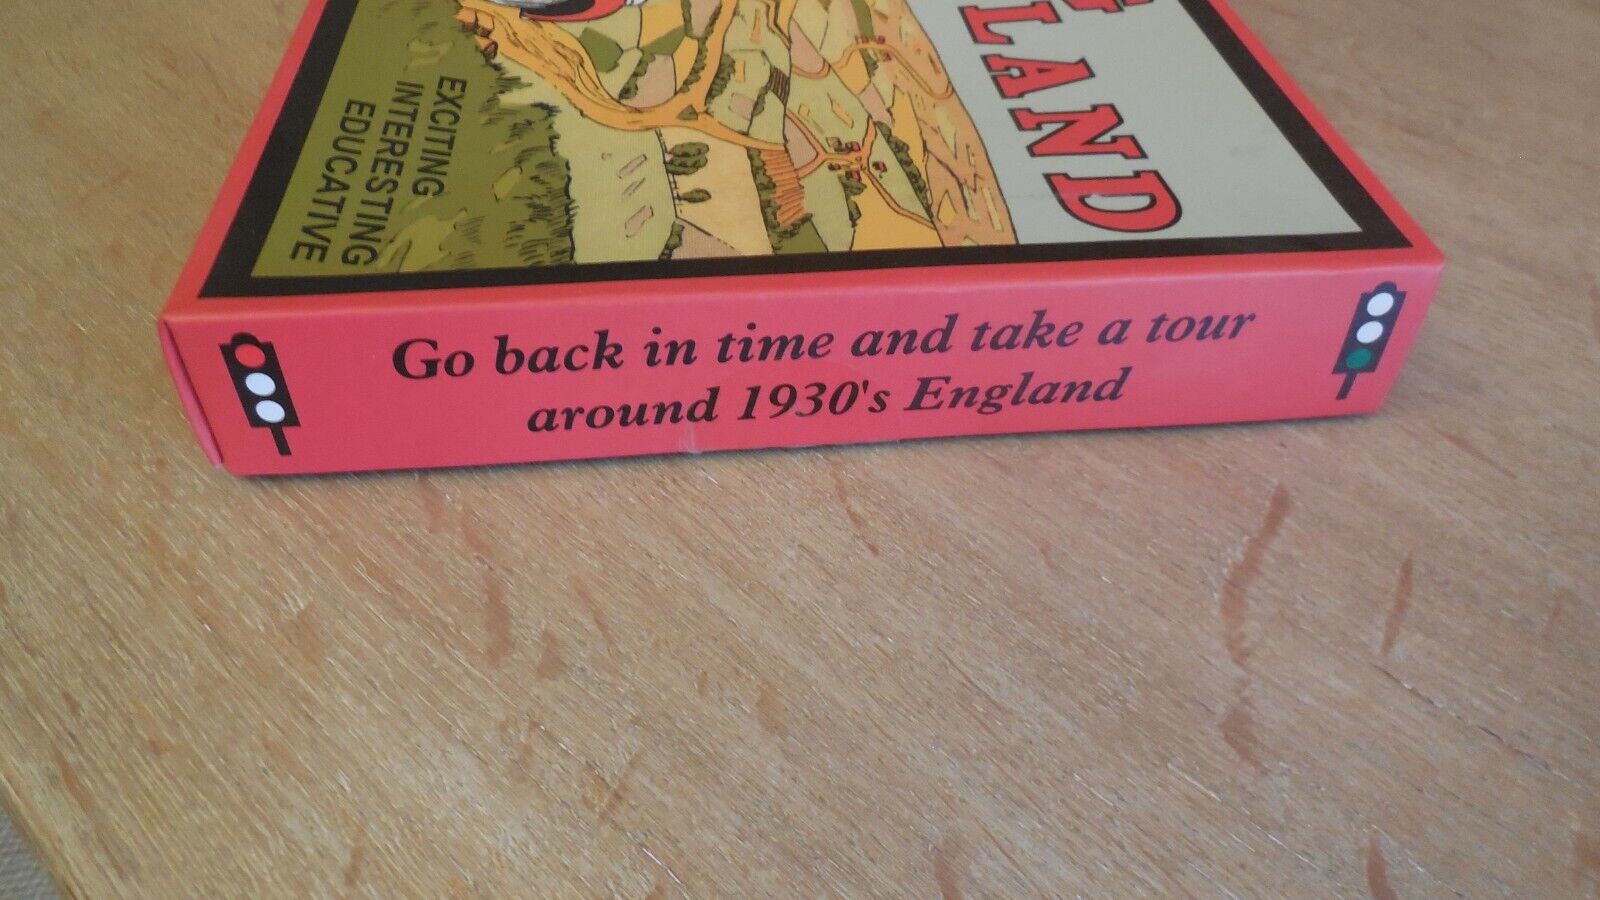 LAND
EXCITING
INTERESTING
EDUCATIVE
Go back in time and take a tour
around 1930's England